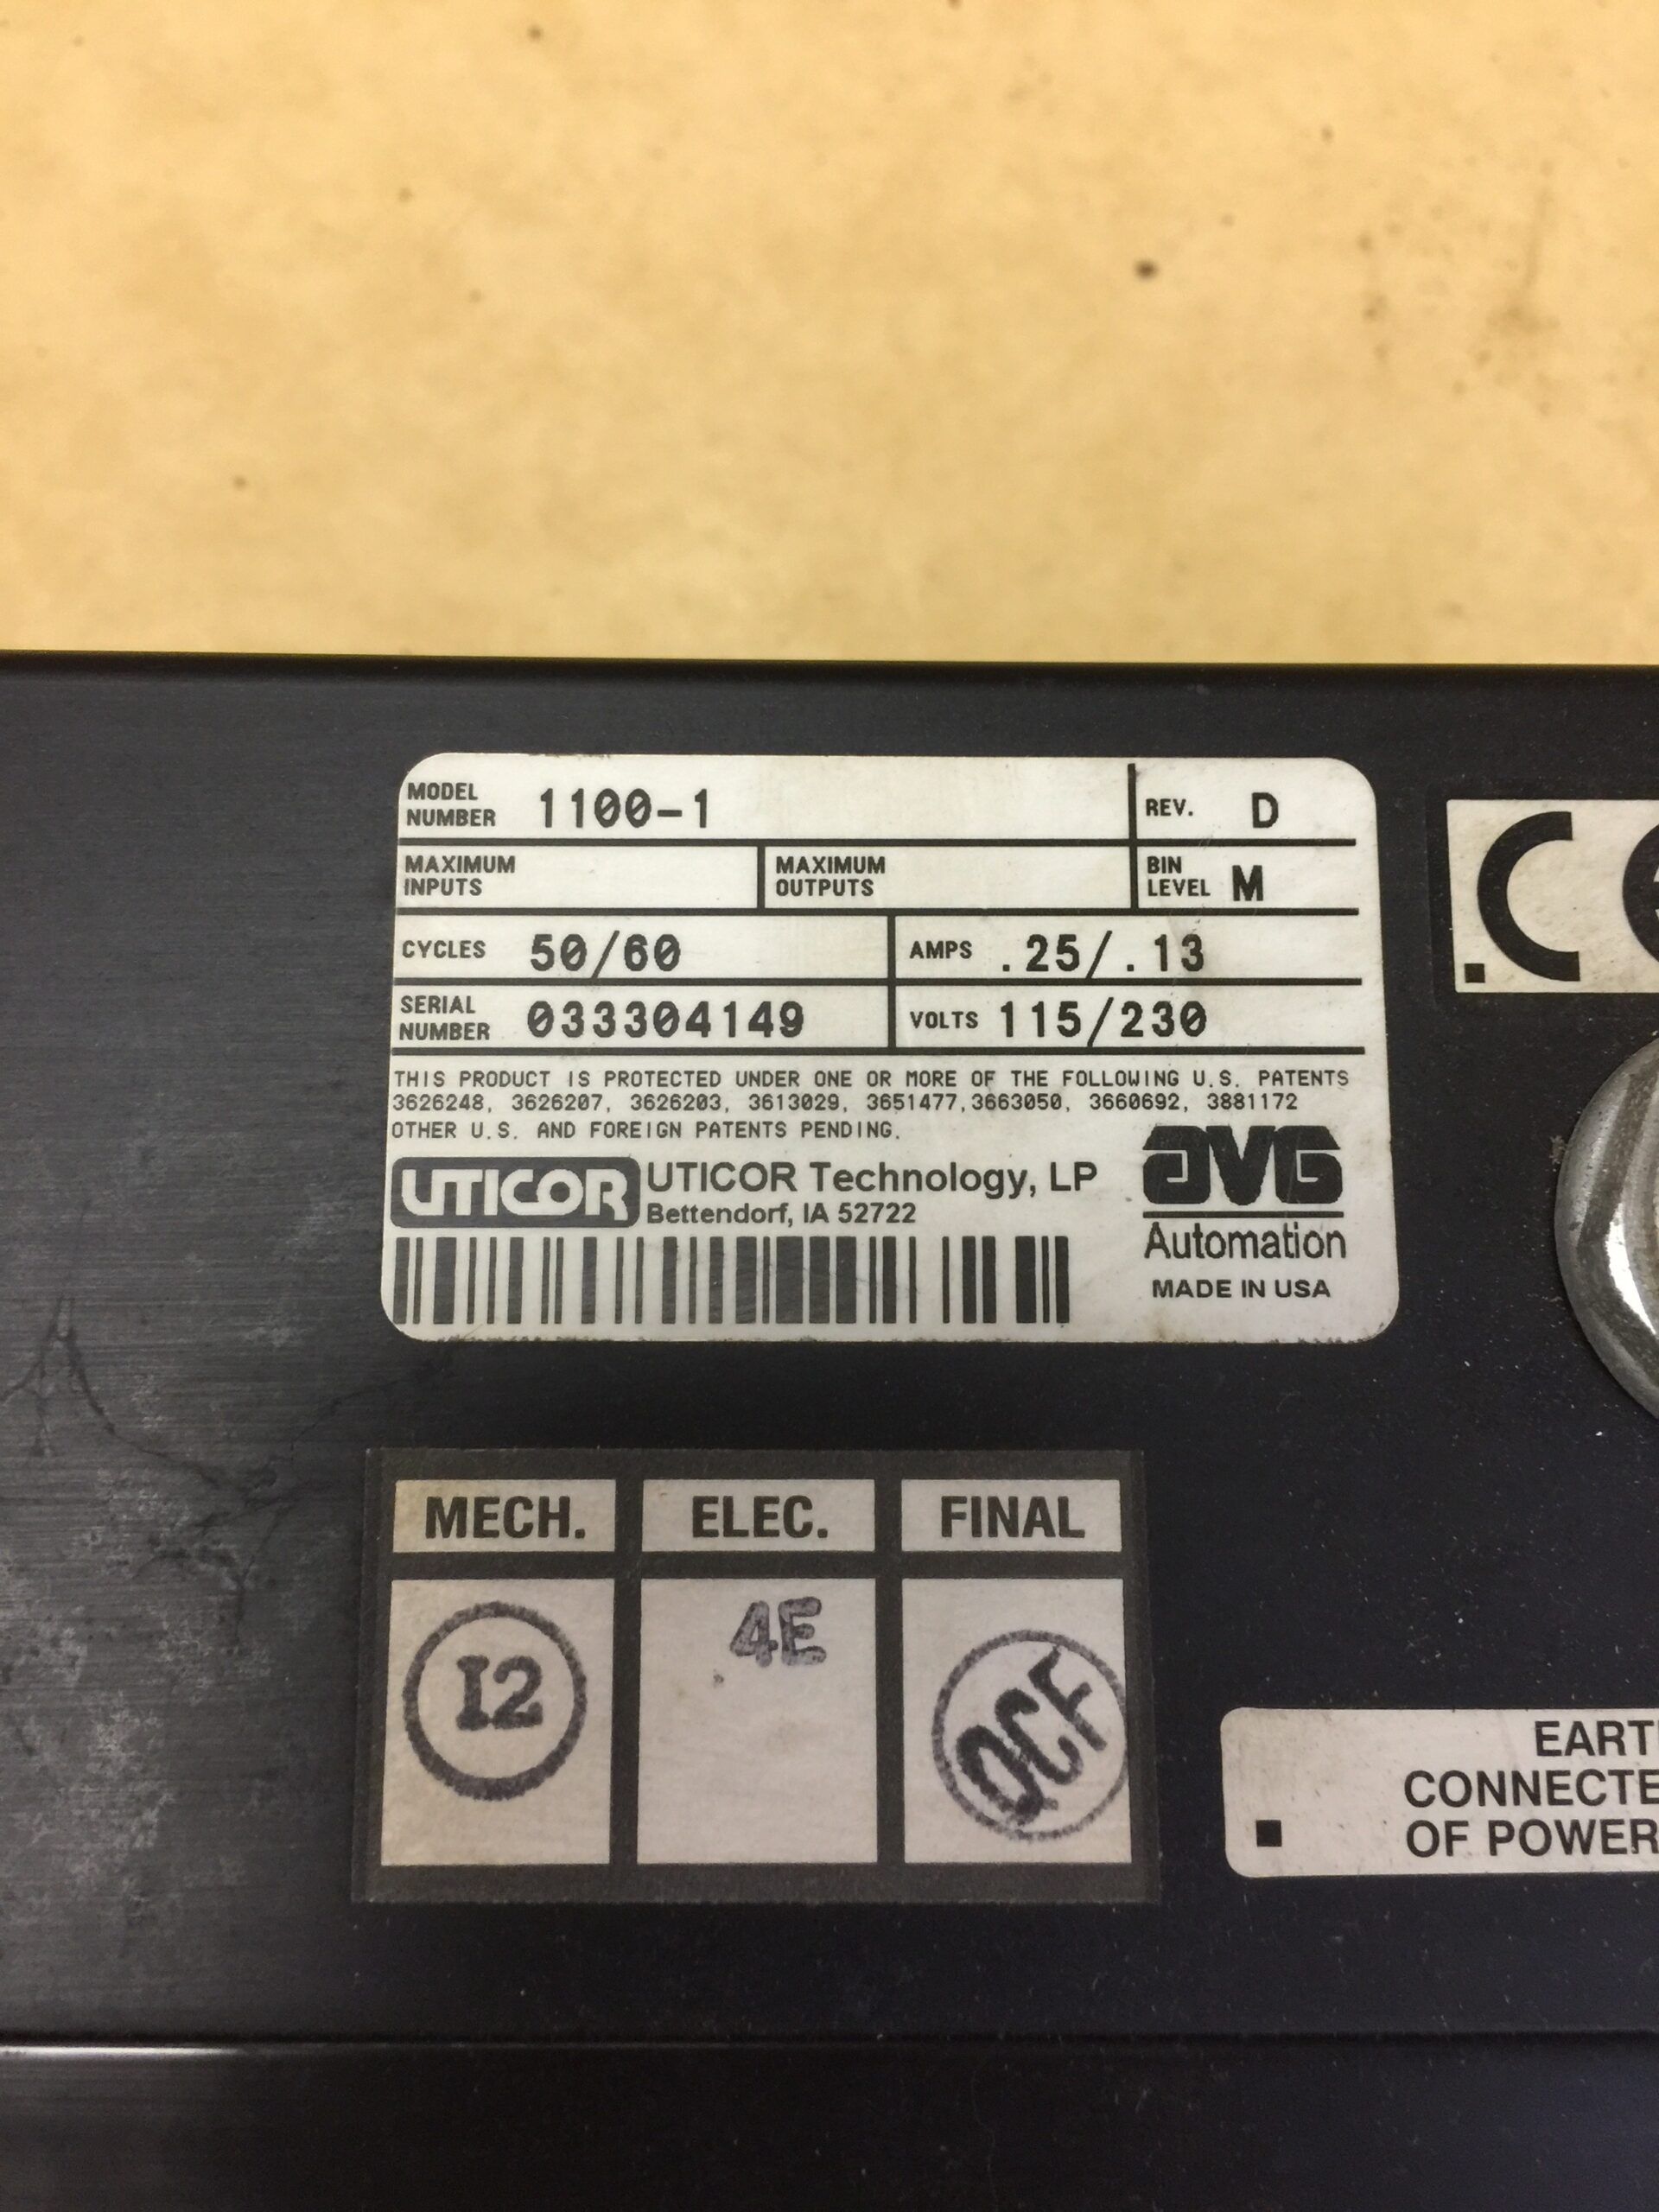 MODEL NUMBER 1100-1 REV. D
MAXIMUM INPUTS MAXIMUM OUTPUTS BIN LEVEL M
CYCLES 50/60 AMPS .25/.13
SERIAL NUMBER 033304149 VOLTS 115/230
THIS PRODUCT IS PROTECTED UNDER ONE OR MORE OF THE FOLLOWING U.S. PATENTS
3626248, 3626207, 3626203, 3613029, 3651477,3663050, 3660692, 3881172
OTHER U.S. AND FOREIGN PATENTS PENDING.
UTICOR UTICOR Technology, LP
Bettendorf, IA 52722
AVG
Automation
MADE IN USA
CE
MECH. ELEC. FINAL
I2 4E QCF
CONNECTE
OF POWER